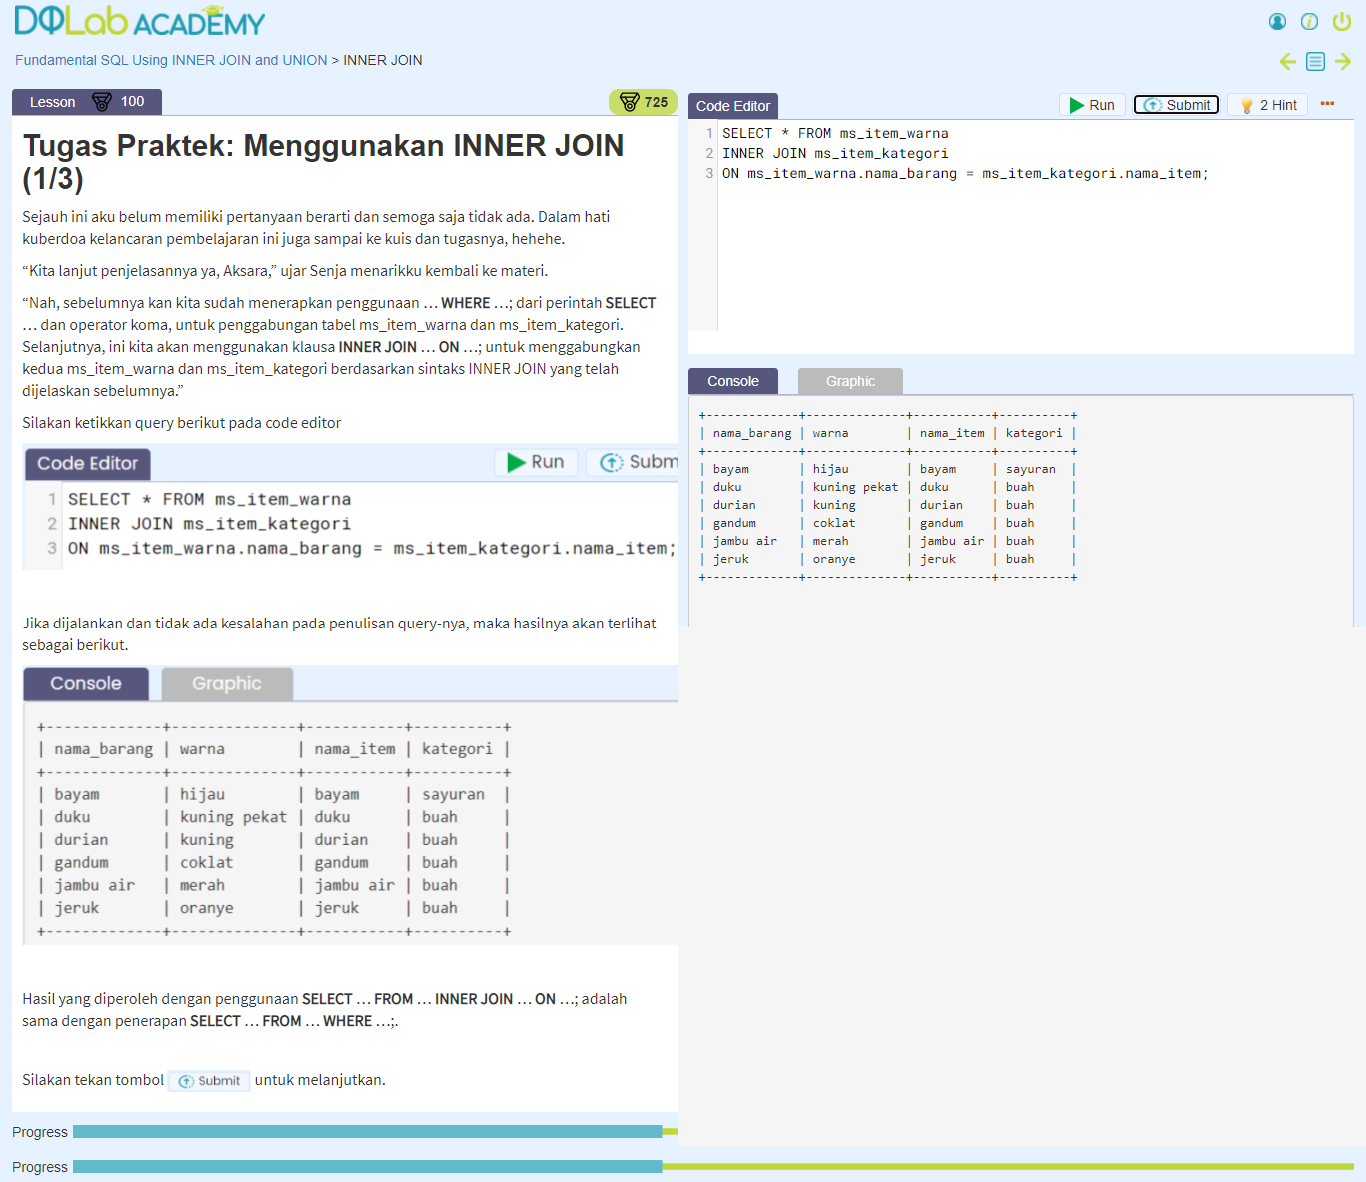 DQLab ACADEMY
Fundamental SQL Using INNER JOIN and UNION > INNER JOIN
Lesson 100
725
Tugas Praktek: Menggunakan INNER JOIN
(1/3)
Sejauh ini aku belum memiliki pertanyaan berarti dan semoga saja tidak ada. Dalam hati
kuberdoa kelancaran pembelajaran ini juga sampai ke kuis dan tugasnya, hehehe.
“Kita lanjut penjelasannya ya, Aksara,” ujar Senja menarikku kembali ke materi.
“Nah, sebelumnya kan kita sudah menerapkan penggunaan … WHERE …; dari perintah SELECT
… dan operator koma, untuk penggabungan tabel ms_item_warna dan ms_item_kategori.
Selanjutnya, ini kita akan menggunakan klausa INNER JOIN … ON …; untuk menggabungkan
kedua ms_item_warna dan ms_item_kategori berdasarkan sintaks INNER JOIN yang telah
dijelaskan sebelumnya.”
Silakan ketikkan query berikut pada code editor
Code Editor Run Subm
1 SELECT * FROM ms_item_warna
2 INNER JOIN ms_item_kategori
3 ON ms_item_warna.nama_barang = ms_item_kategori.nama_item;
Jika dijalankan dan tidak ada kesalahan pada penulisan query-nya, maka hasilnya akan terlihat
sebagai berikut.
Console Graphic
+-------------+--------------+-----------+----------+
| nama_barang | warna | nama_item | kategori |
+-------------+--------------+-----------+----------+
| bayam | hijau | bayam | sayuran |
| duku | kuning pekat | duku | buah |
| durian | kuning | durian | buah |
| gandum | coklat | gandum | buah |
| jambu air | merah | jambu air | buah |
| jeruk | oranye | jeruk | buah |
+-------------+--------------+-----------+----------+
Hasil yang diperoleh dengan penggunaan SELECT … FROM … INNER JOIN … ON …; adalah
sama dengan penerapan SELECT … FROM … WHERE …;.
Silakan tekan tombol Submit untuk melanjutkan.
Progress
Progress
Code Editor Run Submit 2 Hint
1 SELECT * FROM ms_item_warna
2 INNER JOIN ms_item_kategori
3 ON ms_item_warna.nama_barang = ms_item_kategori.nama_item;
Console Graphic
+-------------+--------------+-----------+----------+
| nama_barang | warna | nama_item | kategori |
+-------------+--------------+-----------+----------+
| bayam | hijau | bayam | sayuran |
| duku | kuning pekat | duku | buah |
| durian | kuning | durian | buah |
| gandum | coklat | gandum | buah |
| jambu air | merah | jambu air | buah |
| jeruk | oranye | jeruk | buah |
+-------------+--------------+-----------+----------+